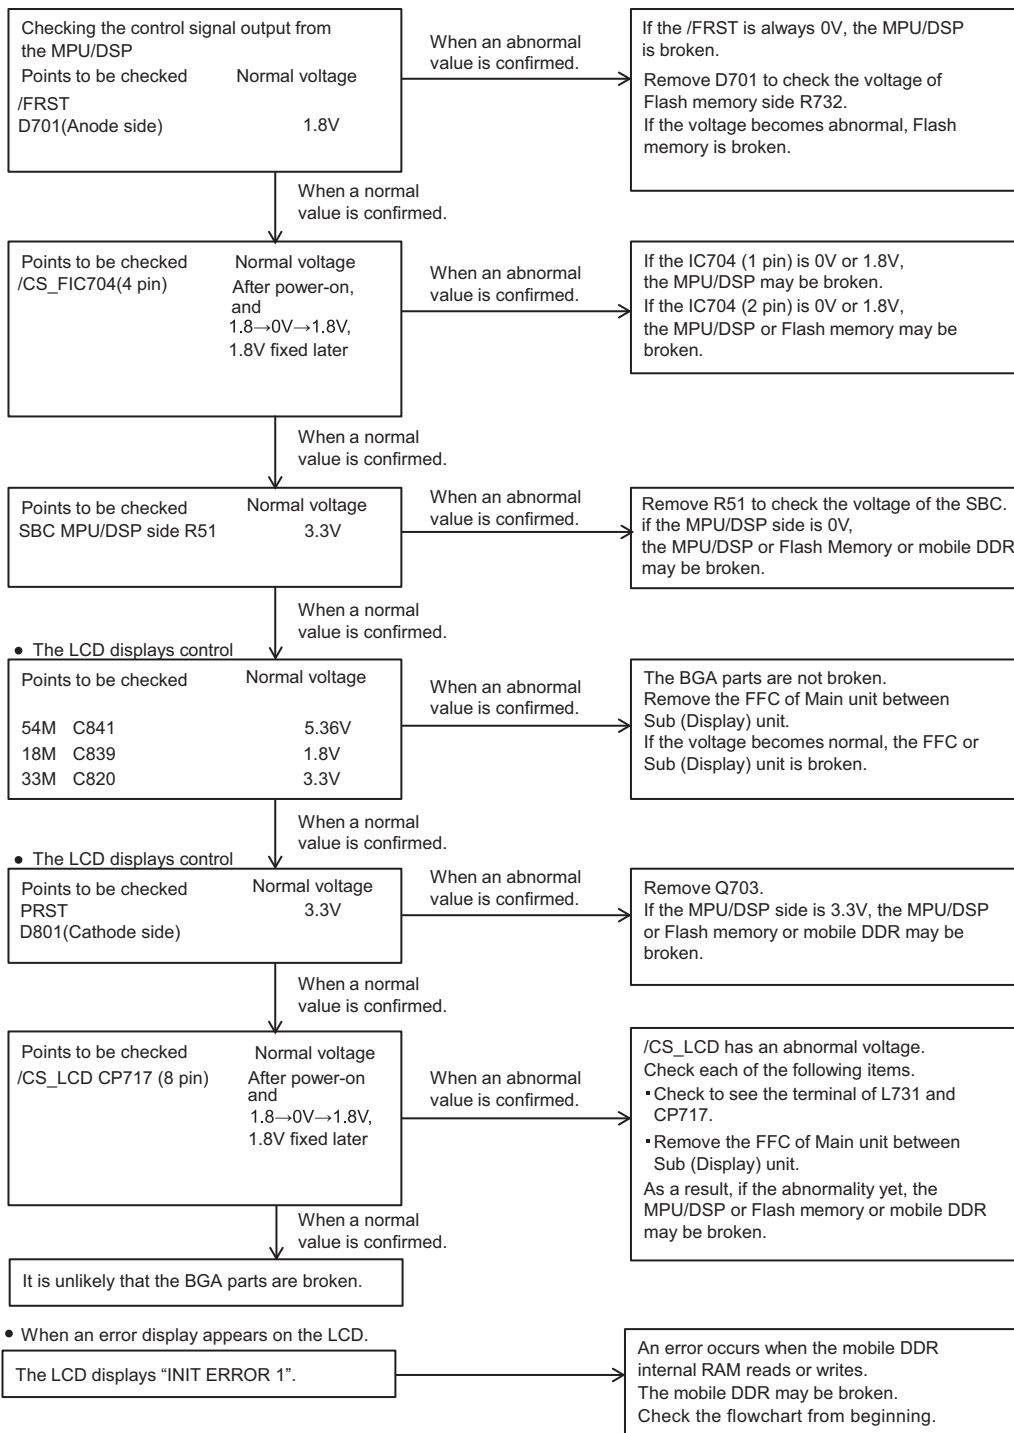 Checking the control signal output from
the MPU/DSP
Points to be checked Normal voltage
/FRST
D701(Anode side) 1.8V
When an abnormal
value is confirmed.
If the /FRST is always 0V, the MPU/DSP
is broken.
Remove D701 to check the voltage of
Flash memory side R732.
If the voltage becomes abnormal, Flash
memory is broken.
When a normal
value is confirmed.
Points to be checked Normal voltage
/CS_FIC704(4 pin) After power-on,
and
1.8→0V→1.8V,
1.8V fixed later
When an abnormal
value is confirmed.
If the IC704 (1 pin) is 0V or 1.8V,
the MPU/DSP may be broken.
If the IC704 (2 pin) is 0V or 1.8V,
the MPU/DSP or Flash memory may be
broken.
When a normal
value is confirmed.
Points to be checked Normal voltage
SBC MPU/DSP side R51 3.3V
When an abnormal
value is confirmed.
Remove R51 to check the voltage of the SBC.
if the MPU/DSP side is 0V,
the MPU/DSP or Flash Memory or mobile DDR
may be broken.
When a normal
value is confirmed.
● The LCD displays control
Points to be checked Normal voltage
54M C841 5.36V
18M C839 1.8V
33M C820 3.3V
When an abnormal
value is confirmed.
The BGA parts are not broken.
Remove the FFC of Main unit between
Sub (Display) unit.
If the voltage becomes normal, the FFC or
Sub (Display) unit is broken.
When a normal
value is confirmed.
● The LCD displays control
Points to be checked Normal voltage
PRST 3.3V
D801(Cathode side)
When an abnormal
value is confirmed.
Remove Q703.
If the MPU/DSP side is 3.3V, the MPU/DSP
or Flash memory or mobile DDR may be
broken.
When a normal
value is confirmed.
Points to be checked Normal voltage
/CS_LCD CP717 (8 pin) After power-on
and
1.8→0V→1.8V,
1.8V fixed later
When an abnormal
value is confirmed.
/CS_LCD has an abnormal voltage.
Check each of the following items.
▪ Check to see the terminal of L731 and
CP717.
▪ Remove the FFC of Main unit between
Sub (Display) unit.
As a result, if the abnormality yet, the
MPU/DSP or Flash memory or mobile DDR
may be broken.
When a normal
value is confirmed.
It is unlikely that the BGA parts are broken.
● When an error display appears on the LCD.
The LCD displays “INIT ERROR 1”.
An error occurs when the mobile DDR
internal RAM reads or writes.
The mobile DDR may be broken.
Check the flowchart from beginning.